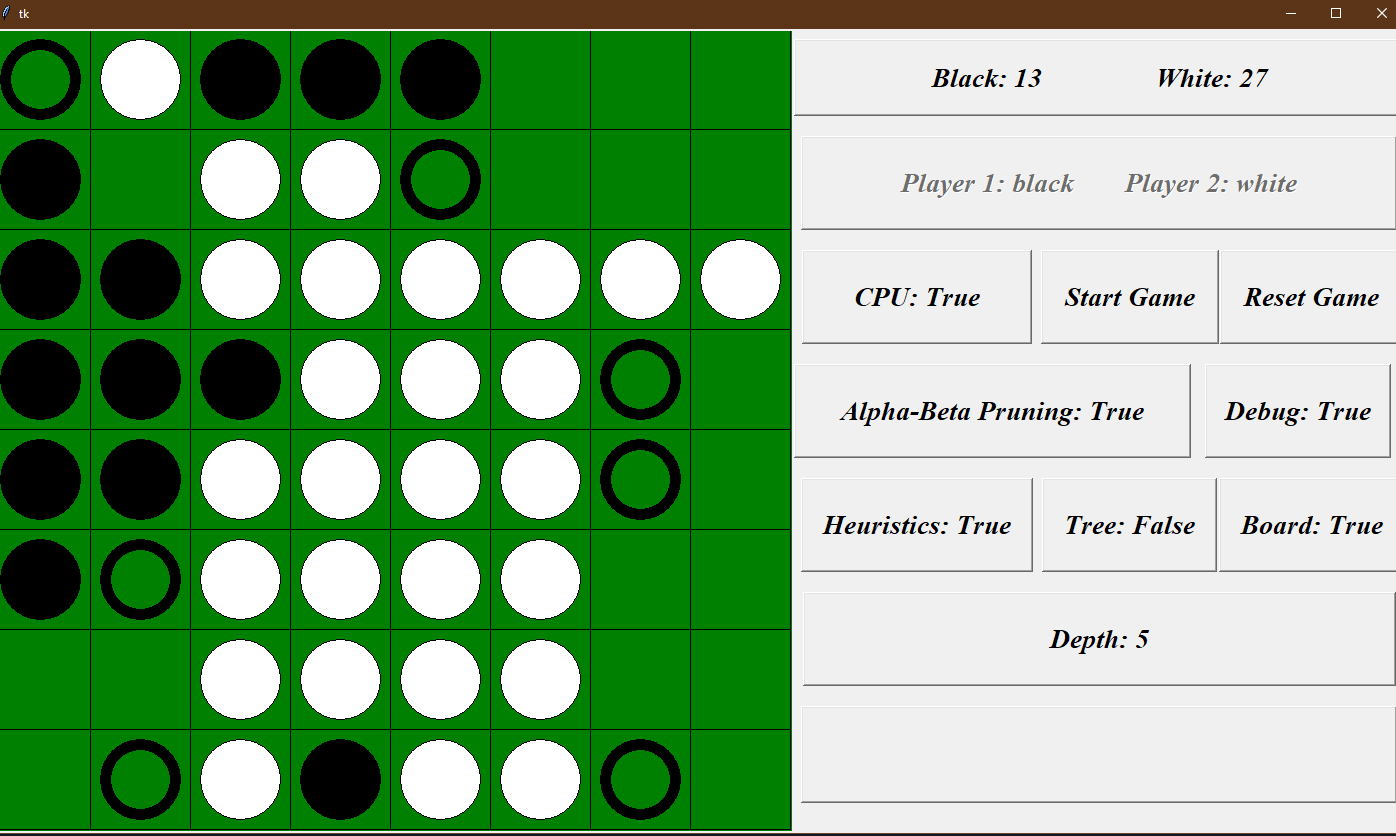 tk
Black: 13 White: 27
Player 1: black Player 2: white
CPU: True Start Game Reset Game
Alpha-Beta Pruning: True Debug: True
Heuristics: True Tree: False Board: True
Depth: 5